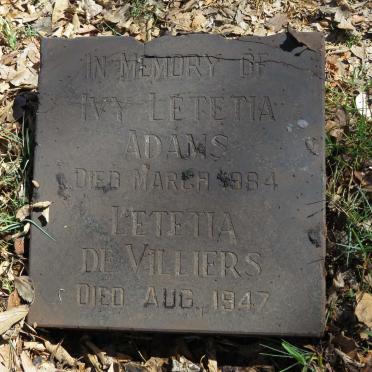 IN MEMORY OF
IVY LETETIA
ADAMS
DIED MARCH 1984
LETETIA
DE VILLIERS
DIED AUG. 1947